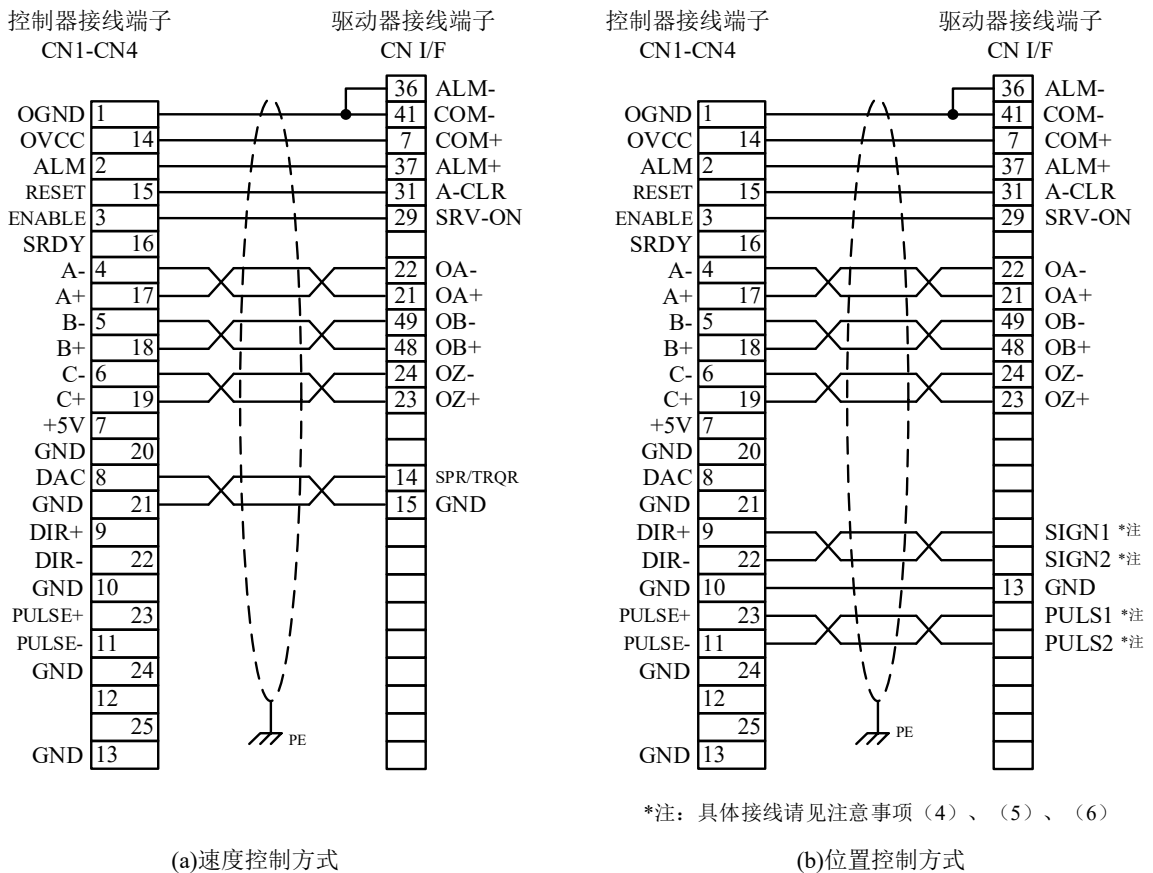 控制器接线端子
CN1-CN4
驱动器接线端子
CN I/F
36 ALM-
OGND 1
41 COM-
OVCC 14
7 COM+
ALM 2
37 ALM+
RESET 15
31 A-CLR
ENABLE 3
29 SRV-ON
SRDY 16
A- 4
22 OA-
A+ 17
21 OA+
B- 5
49 OB-
B+ 18
48 OB+
C- 6
24 OZ-
C+ 19
23 OZ+
+5V 7
GND 20
DAC 8
14 SPR/TRQR
GND 21
15 GND
DIR+ 9
DIR- 22
GND 10
PULSE+ 23
PULSE- 11
GND 24
12
25
GND 13
PE
(a)速度控制方式
控制器接线端子
CN1-CN4
驱动器接线端子
CN I/F
36 ALM-
OGND 1
41 COM-
OVCC 14
7 COM+
ALM 2
37 ALM+
RESET 15
31 A-CLR
ENABLE 3
29 SRV-ON
SRDY 16
A- 4
22 OA-
A+ 17
21 OA+
B- 5
49 OB-
B+ 18
48 OB+
C- 6
24 OZ-
C+ 19
23 OZ+
+5V 7
GND 20
DAC 8
GND 21
DIR+ 9
SIGN1 *注
DIR- 22
SIGN2 *注
GND 10
13 GND
PULSE+ 23
PULS1 *注
PULSE- 11
PULS2 *注
GND 24
12
25
GND 13
PE
*注：具体接线请见注意事项（4）、（5）、（6）
(b)位置控制方式